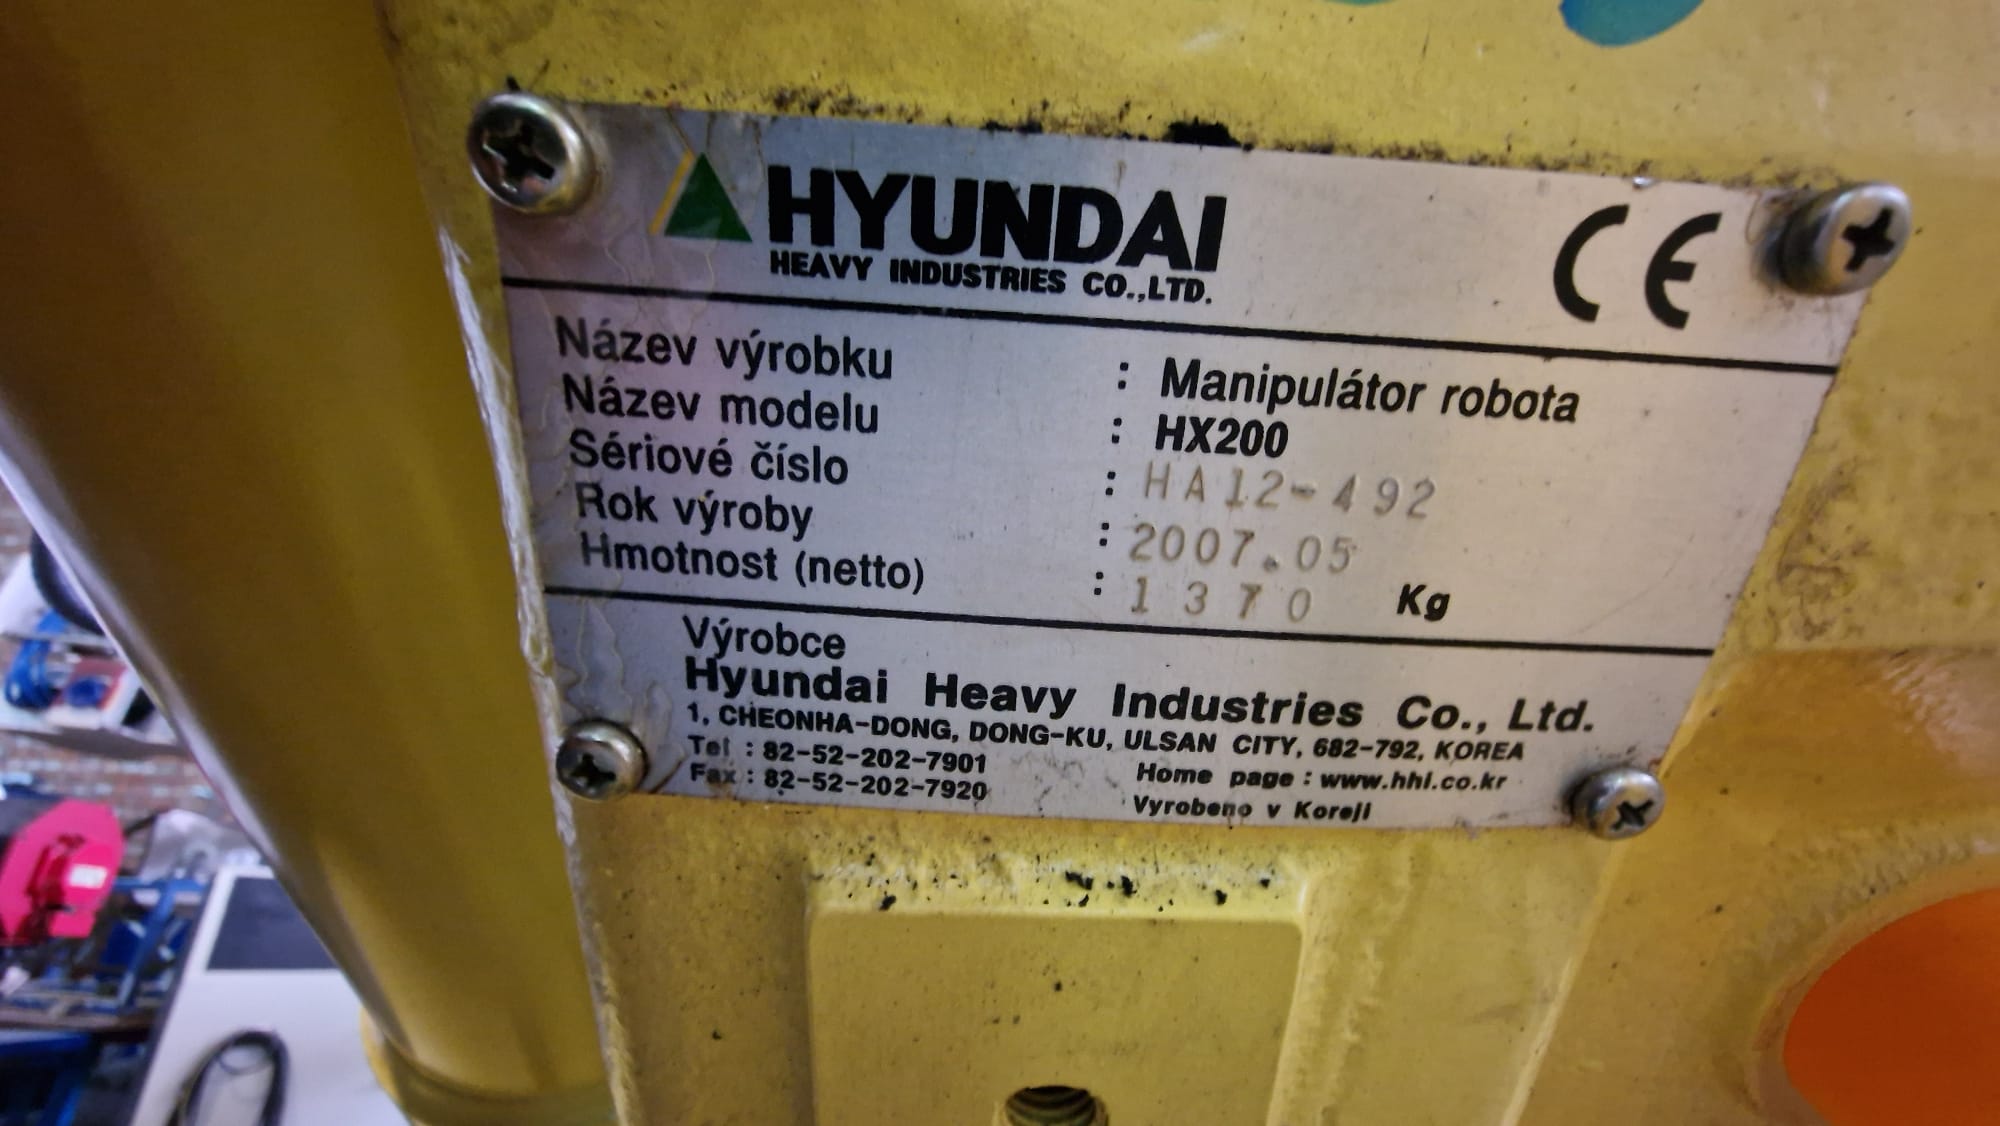 HYUNDAI
HEAVY INDUSTRIES CO.,LTD.
CE
Název výrobku : Manipulátor robota
Název modelu : HX200
Sériové číslo : HA12-492
Rok výroby : 2007.05
Hmotnost (netto) : 1370 Kg
Výrobce
Hyundai Heavy Industries Co., Ltd.
1, CHEONHA-DONG, DONG-KU, ULSAN CITY, 682-792, KOREA
Tel : 82-52-202-7901 Home page : www.hhi.co.kr
Fax : 82-52-202-7920 Vyrobeno v Koreji